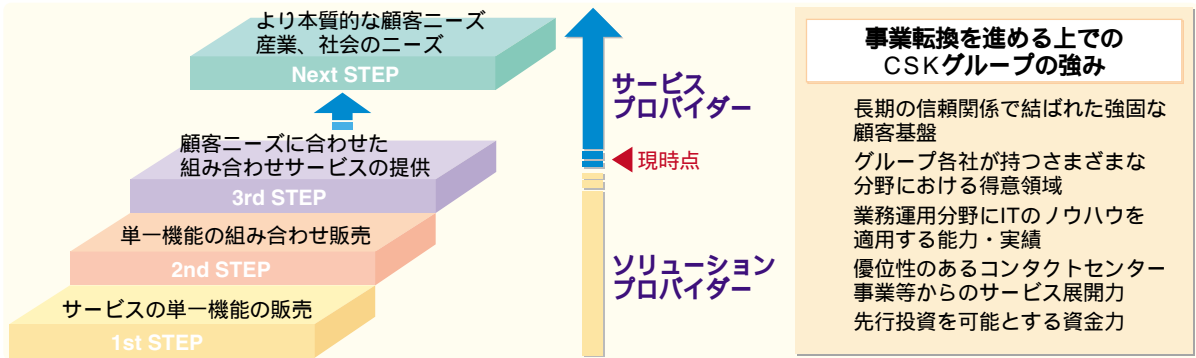 より本質的な顧客ニーズ
産業、社会のニーズ
Next STEP
顧客ニーズに合わせた
組み合わせサービスの提供
3rd STEP
単一機能の組み合わせ販売
2nd STEP
サービスの単一機能の販売
1st STEP
サービス
プロバイダー
現時点
ソリューション
プロバイダー
事業転換を進める上での
CSKグループの強み
長期の信頼関係で結ばれた強固な
顧客基盤
グループ各社が持つさまざまな
分野における得意領域
業務運用分野にITのノウハウを
適用する能力・実績
優位性のあるコンタクトセンター
事業等からのサービス展開力
先行投資を可能とする資金力